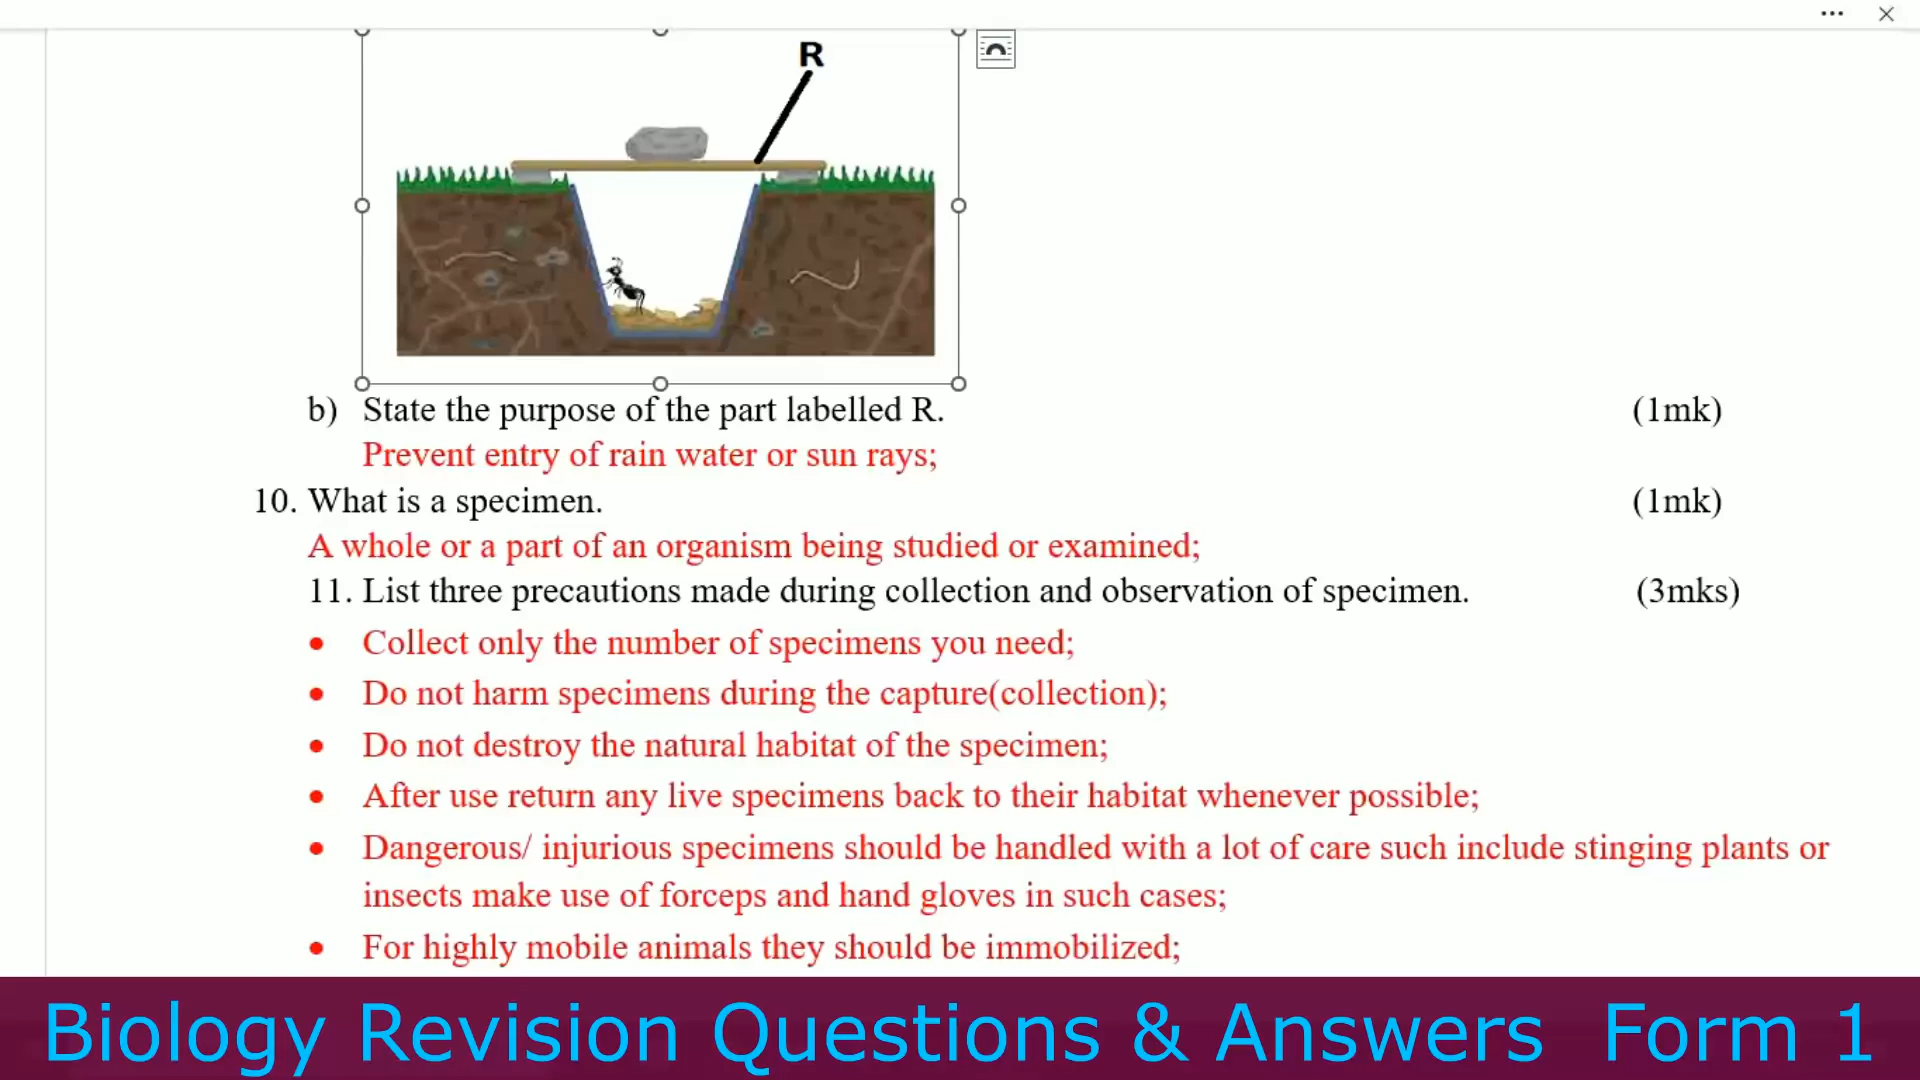 R
b) State the purpose of the part labelled R. (1mk)
Prevent entry of rain water or sun rays;
10. What is a specimen. (1mk)
A whole or a part of an organism being studied or examined;
11. List three precautions made during collection and observation of specimen. (3mks)
• Collect only the number of specimens you need;
• Do not harm specimens during the capture(collection);
• Do not destroy the natural habitat of the specimen;
• After use return any live specimens back to their habitat whenever possible;
• Dangerous/ injurious specimens should be handled with a lot of care such include stinging plants or
insects make use of forceps and hand gloves in such cases;
• For highly mobile animals they should be immobilized;
Biology Revision Questions & Answers Form 1